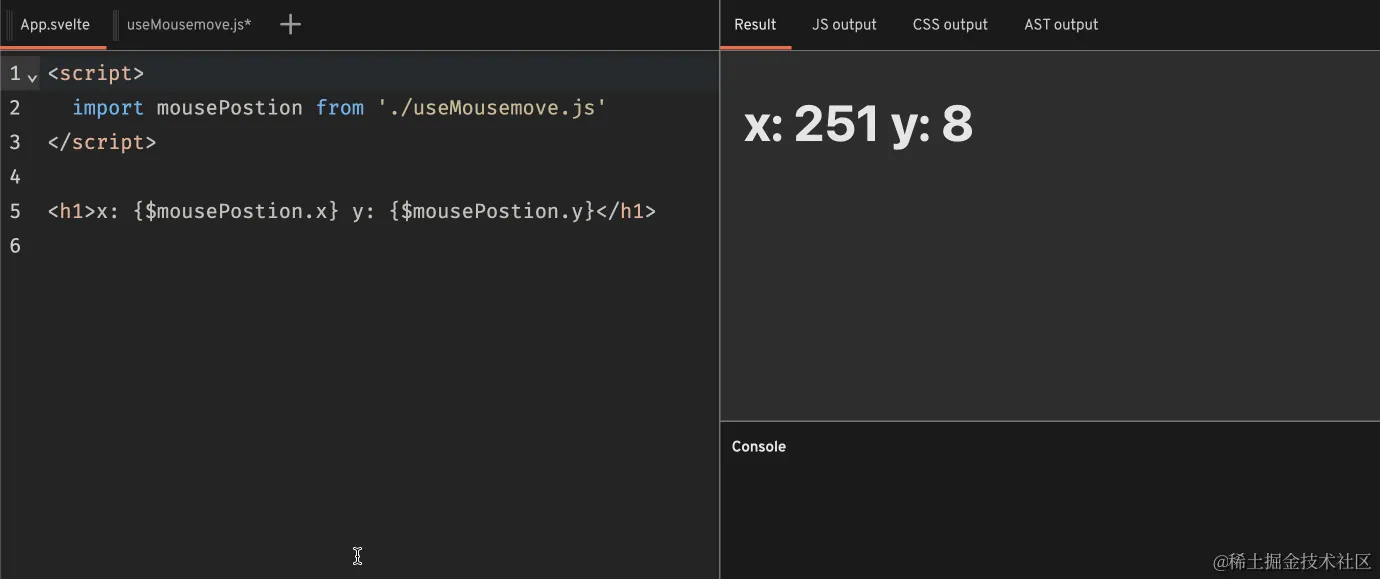 App.svelte useMousemove.js*
Result JS output CSS output AST output
1 <script>
2 import mousePostion from './useMousemove.js'
3 </script>
4
5 <h1>x: {$mousePostion.x} y: {$mousePostion.y}</h1>
6
x: 251 y: 8
Console
@稀土掘金技术社区